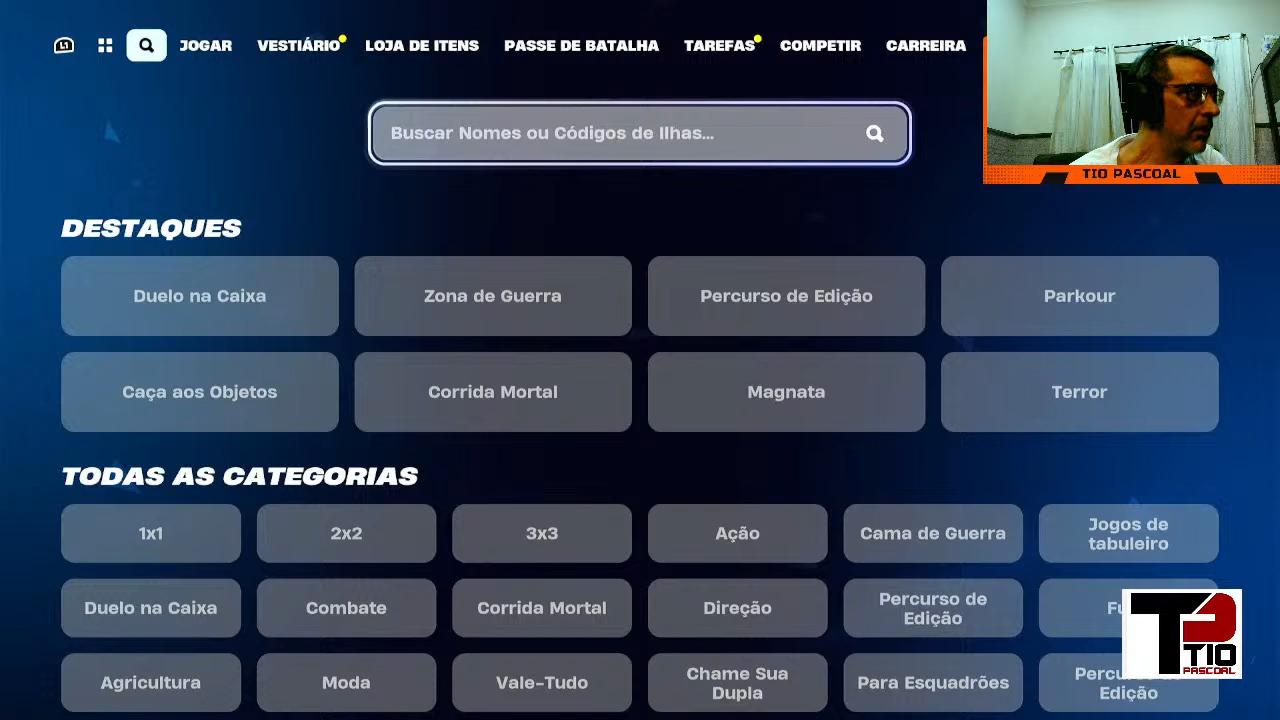 L1
JOGAR
VESTIÁRIO
LOJA DE ITENS
PASSE DE BATALHA
TAREFAS
COMPETIR
CARREIRA
Buscar Nomes ou Códigos de Ilhas...
TIO PASCOAL
DESTAQUES
Duelo na Caixa
Zona de Guerra
Percurso de Edição
Parkour
Caça aos Objetos
Corrida Mortal
Magnata
Terror
TODAS AS CATEGORIAS
1x1
2x2
3x3
Ação
Cama de Guerra
Jogos de
tabuleiro
Duelo na Caixa
Combate
Corrida Mortal
Direção
Percurso de
Edição
Agricultura
Moda
Vale-Tudo
Chame Sua
Dupla
Para Esquadrões
Edição
TP
TIO
PASCOAL